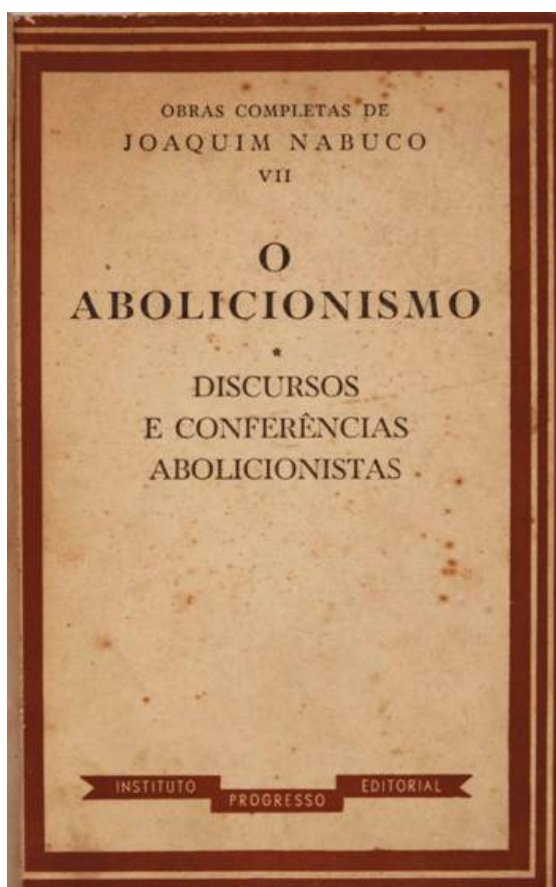 OBRAS COMPLETAS DE
JOAQUIM NABUCO
VII
O
ABOLICIONISMO
*
DISCURSOS
E CONFERÊNCIAS
ABOLICIONISTAS
INSTITUTO PROGRESSO EDITORIAL